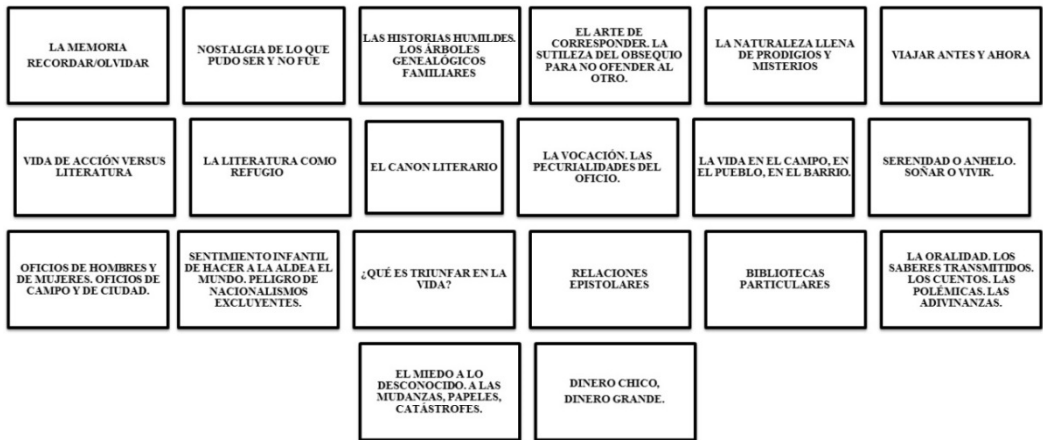 LA MEMORIA
RECORDAR/OLVIDAR
NOSTALGIA DE LO QUE
PUDO SER Y NO FUE
LAS HISTORIAS HUMILDES.
LOS ÁRBOLES
GENEALÓGICOS
FAMILIARES
EL ARTE DE
CORRESPONDER. LA
SUTILEZA DEL OBSEQUIO
PARA NO OFENDER AL
OTRO.
LA NATURALEZA LLENA
DE PRODIGIOS Y
MISTERIOS
VIAJAR ANTES Y AHORA
VIDA DE ACCIÓN VERSUS
LITERATURA
LA LITERATURA COMO
REFUGIO
EL CANON LITERARIO
LA VOCACIÓN. LAS
PECURIALIDADES DEL
OFICIO.
LA VIDA EN EL CAMPO, EN
EL PUEBLO, EN EL BARRIO.
SERENIDAD O ANHELO.
SOÑAR O VIVIR.
OFICIOS DE HOMBRES Y
DE MUJERES. OFICIOS DE
CAMPO Y DE CIUDAD.
SENTIMIENTO INFANTIL
DE HACER A LA ALDEA EL
MUNDO. PELIGRO DE
NACIONALISMOS
EXCLUYENTES.
¿QUÉ ES TRIUNFAR EN LA
VIDA?
RELACIONES
EPISTOLARES
BIBLIOTECAS
PARTICULARES
LA ORALIDAD. LOS
SABERES TRANSMITIDOS.
LOS CUENTOS. LAS
POLÉMICAS. LAS
ADIVINANZAS.
EL MIEDO A LO
DESCONOCIDO. A LAS
MUDANZAS, PAPELES,
CATÁSTROFES.
DINERO CHICO,
DINERO GRANDE.